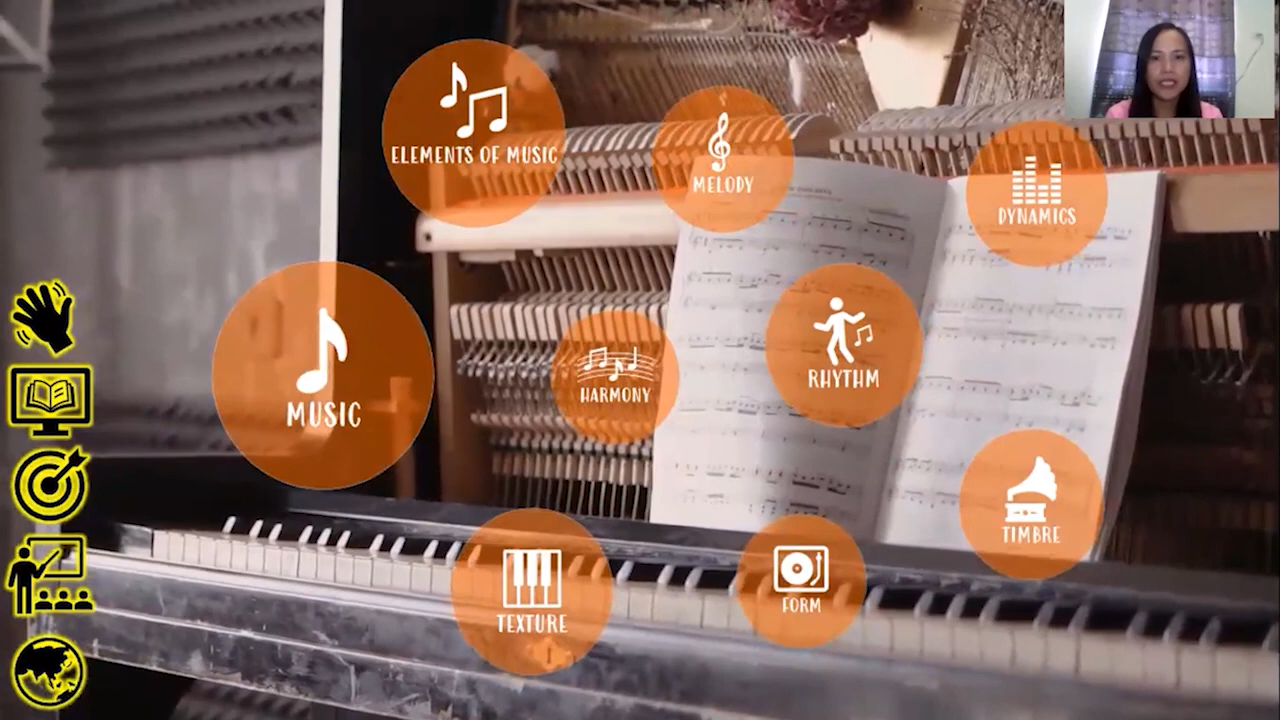 ELEMENTS OF MUSIC
MELODY
DYNAMICS
MUSIC
HARMONY
RHYTHM
TIMBRE
TEXTURE
FORM